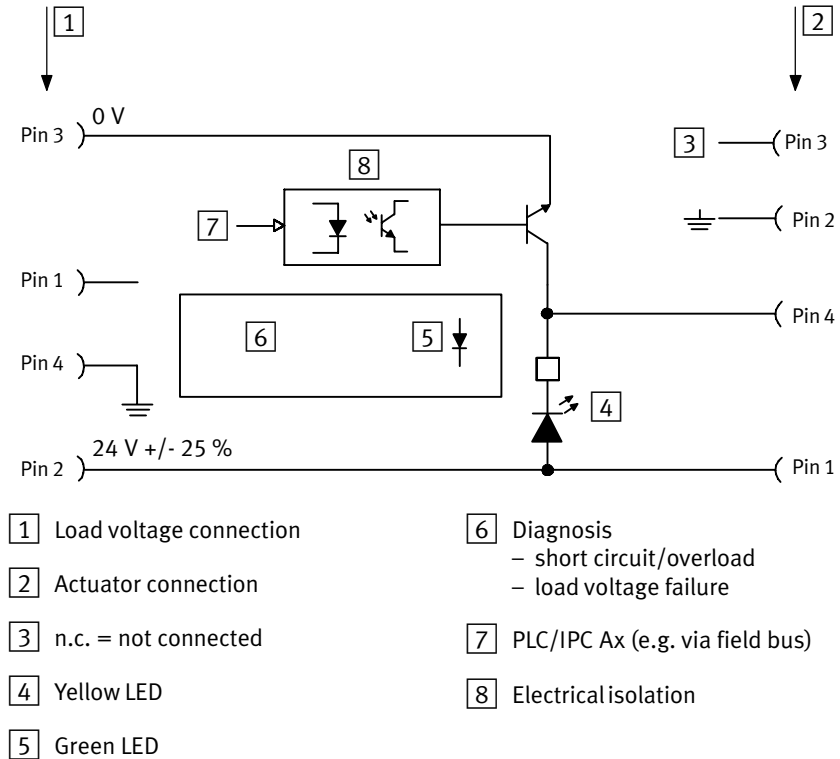 1
2
Pin 3
0 V
8
3
Pin 3
7
Pin 2
Pin 1
6
5
Pin 4
Pin 4
4
24 V +/- 25 %
Pin 2
Pin 1
1 Load voltage connection
2 Actuator connection
3 n.c. = not connected
4 Yellow LED
5 Green LED
6 Diagnosis
– short circuit/overload
– load voltage failure
7 PLC/IPC Ax (e.g. via field bus)
8 Electrical isolation